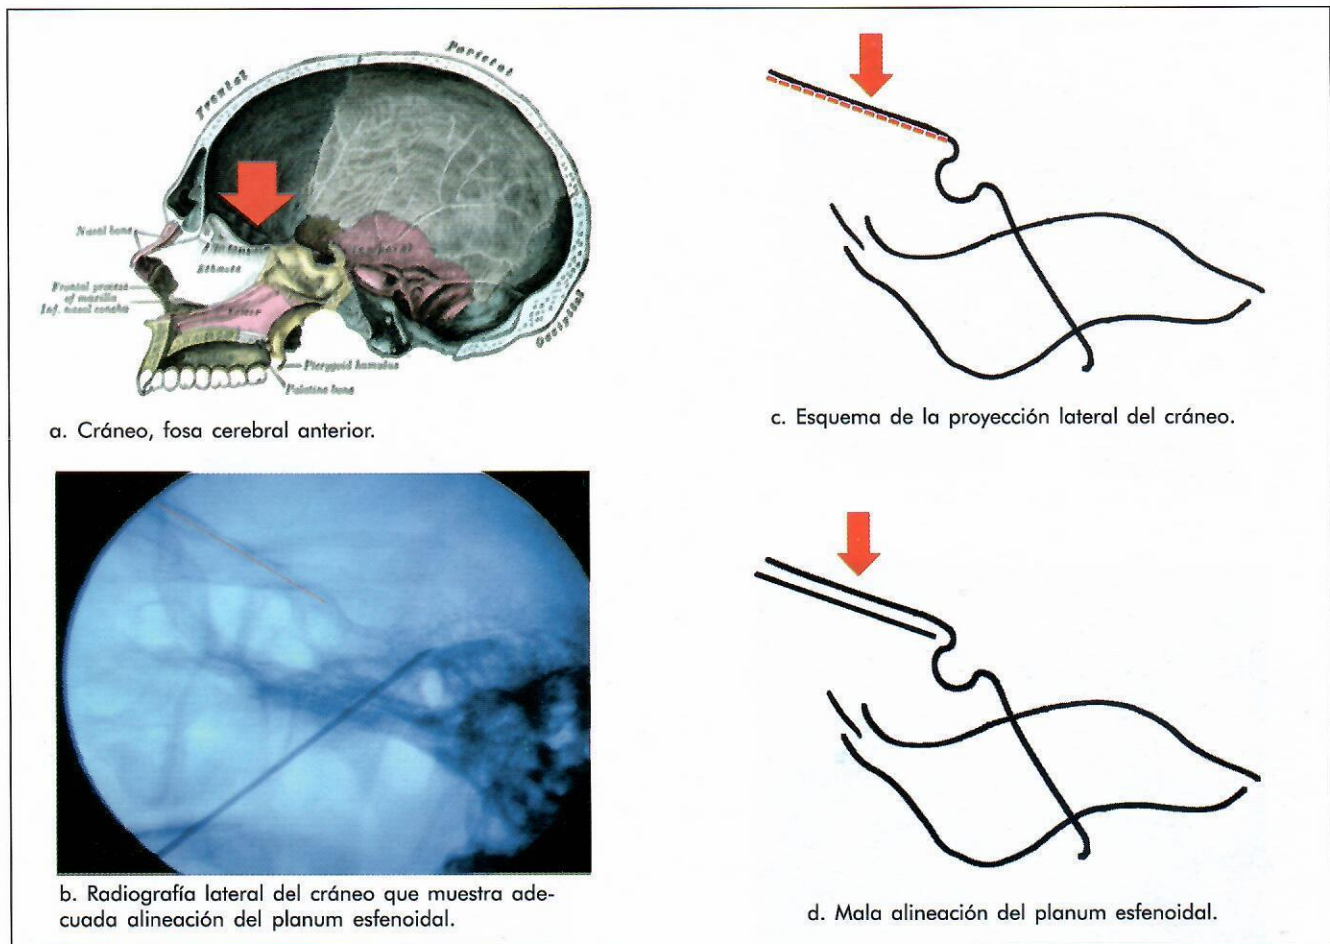 Frontal
Parietal
Occipital
Nasal bone
Frontal process
of maxilla
Inf. nasal concha
Ethmoid
Pterygoid hamulus
Palatine bone
a. Cráneo, fosa cerebral anterior.
b. Radiografía lateral del cráneo que muestra ade-
cuada alineación del planum esfenoidal.
c. Esquema de la proyección lateral del cráneo.
d. Mala alineación del planum esfenoidal.